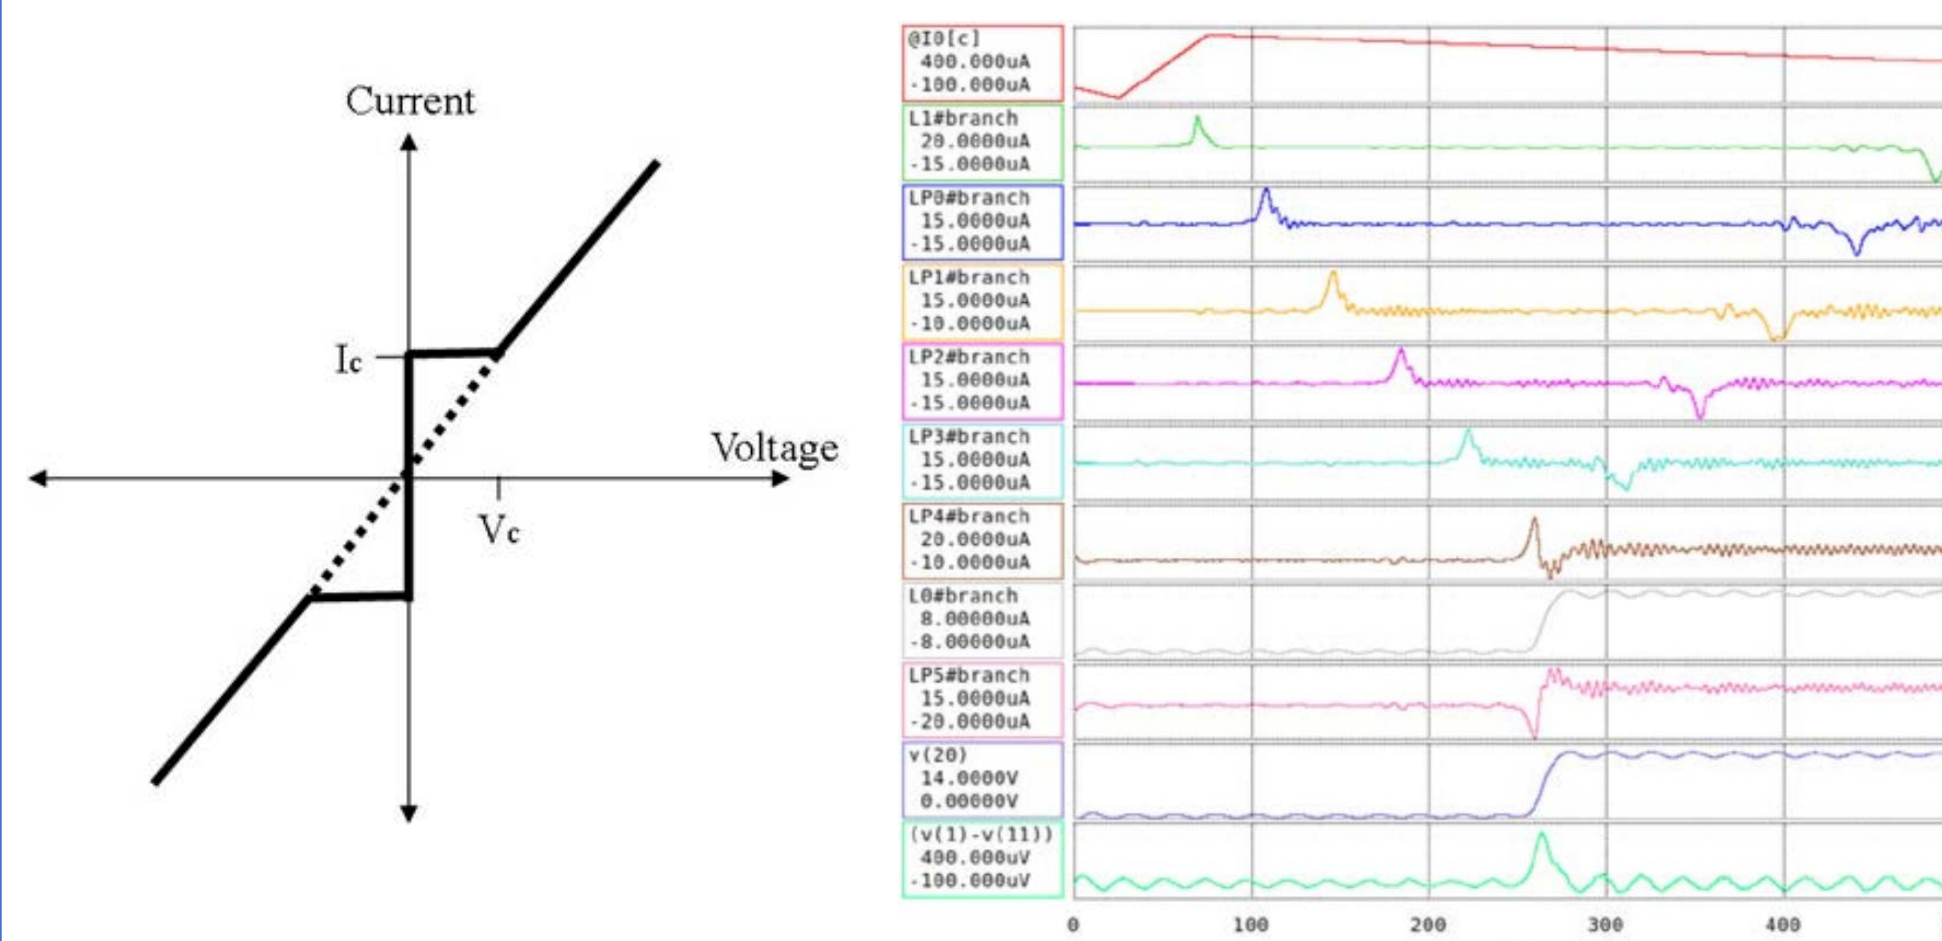 Current
Ic
Voltage
Vc
@I0[c]
400.000uA
-100.000uA
L1#branch
20.0000uA
-15.0000uA
LP0#branch
15.0000uA
-15.0000uA
LP1#branch
15.0000uA
-10.0000uA
LP2#branch
15.0000uA
-15.0000uA
LP3#branch
15.0000uA
-15.0000uA
LP4#branch
20.0000uA
-10.0000uA
L0#branch
8.00000uA
-8.00000uA
LP5#branch
15.0000uA
-20.0000uA
v(20)
14.0000V
0.00000V
(v(1)-v(11))
400.000uV
-100.000uV
0 100 200 300 400